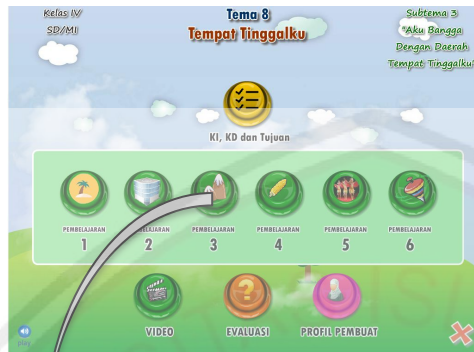 Kelas IV
SD/MI
Tema 8
Tempat Tinggalku
Subtema 3
"Aku Bangga
Dengan Daerah
Tempat Tinggalku"
KI, KD dan Tujuan
PEMBELAJARAN
1
PEMBELAJARAN
2
PEMBELAJARAN
3
PEMBELAJARAN
4
PEMBELAJARAN
5
PEMBELAJARAN
6
VIDEO
EVALUASI
PROFIL PEMBUAT